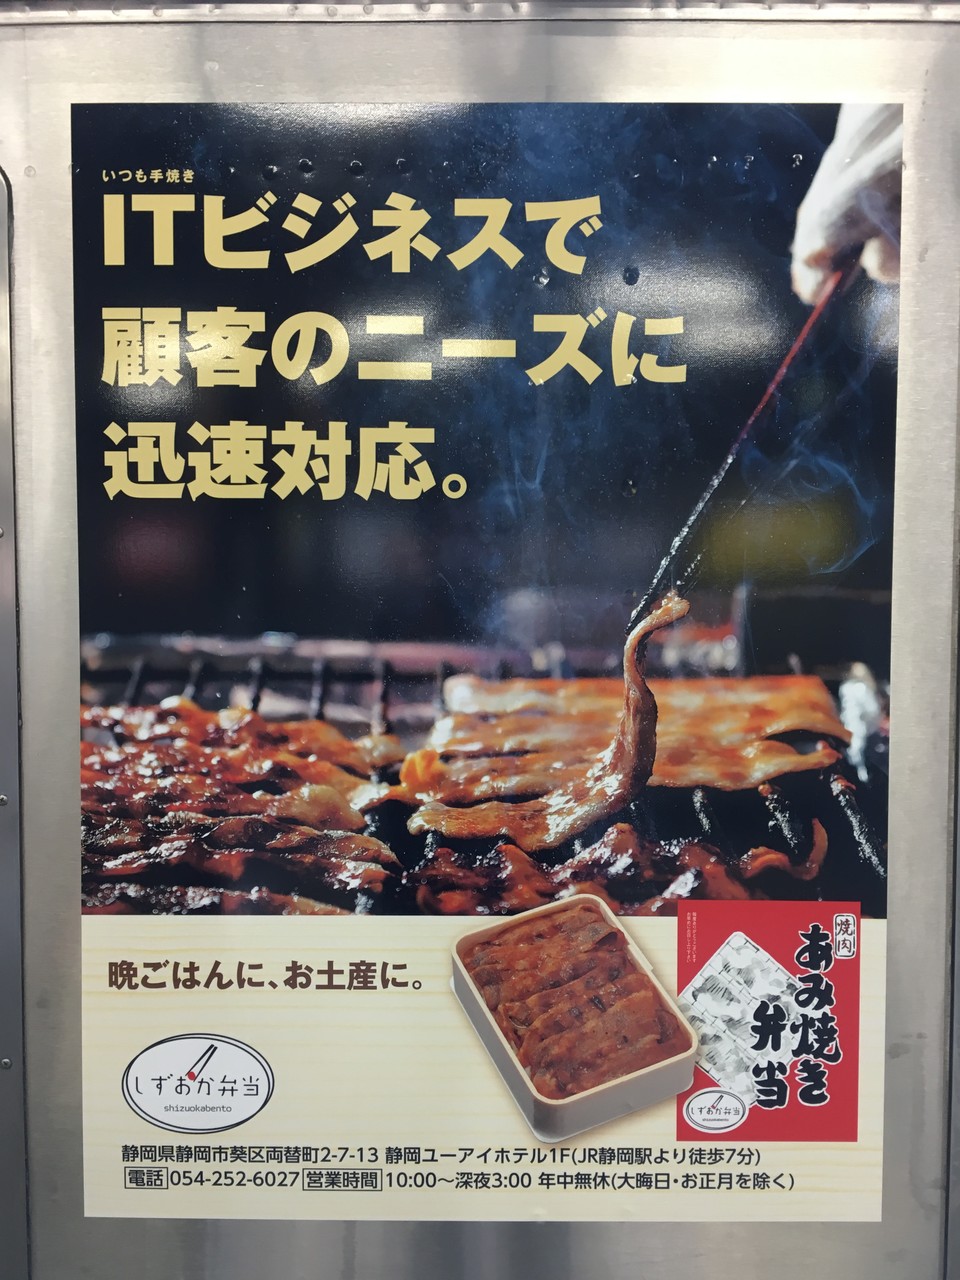 いつも手焼き
ITビジネスで
顧客のニーズに
迅速対応。
晩ごはんに、お土産に。
焼肉
あみ焼き
弁当
しずおか弁当
しずおか弁当
shizuokabento
静岡県静岡市葵区両替町2-7-13 静岡ユーアイホテル1F(JR静岡駅より徒歩7分)
電話 054-252-6027 営業時間 10:00～深夜3:00 年中無休(大晦日・お正月を除く)